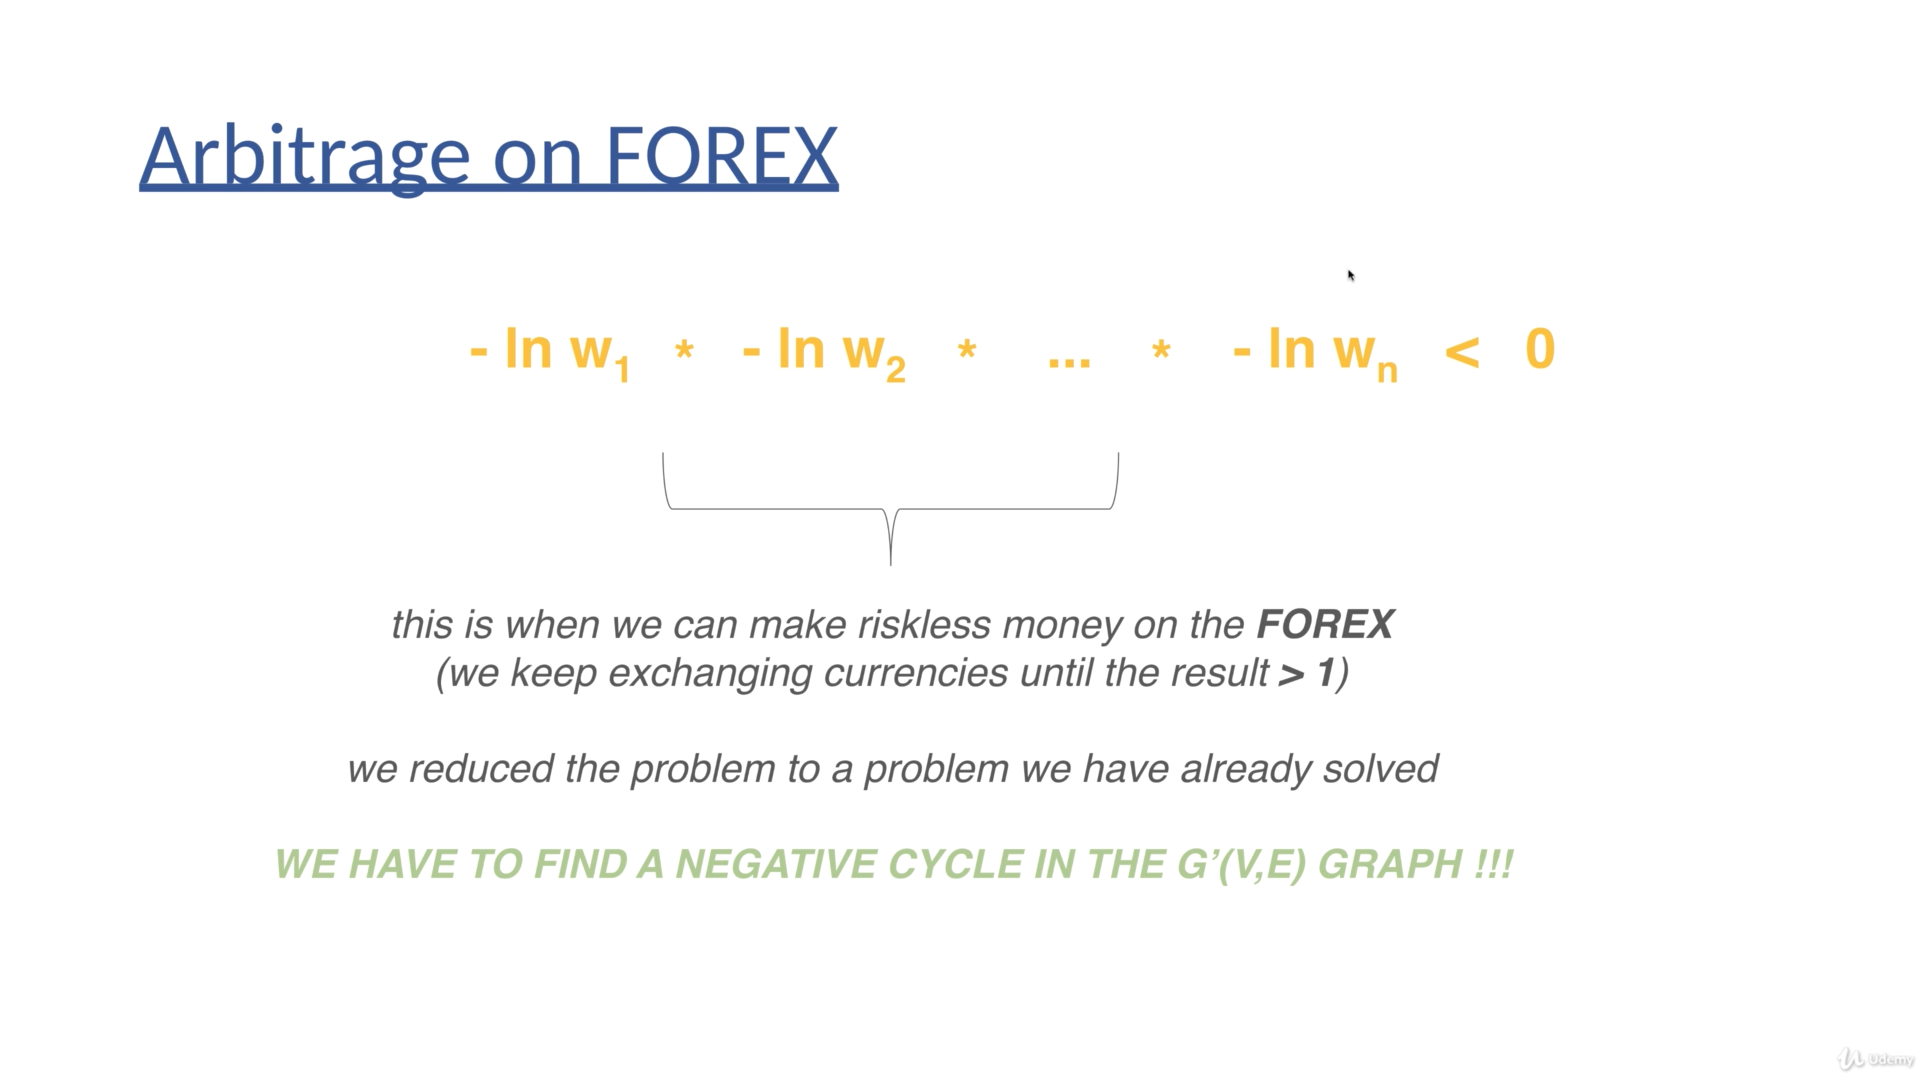 Arbitrage on FOREX
- ln w₁ * - ln w₂ * ... * - ln wₙ < 0
this is when we can make riskless money on the FOREX
(we keep exchanging currencies until the result > 1)
we reduced the problem to a problem we have already solved
WE HAVE TO FIND A NEGATIVE CYCLE IN THE G’(V,E) GRAPH !!!
Udemy